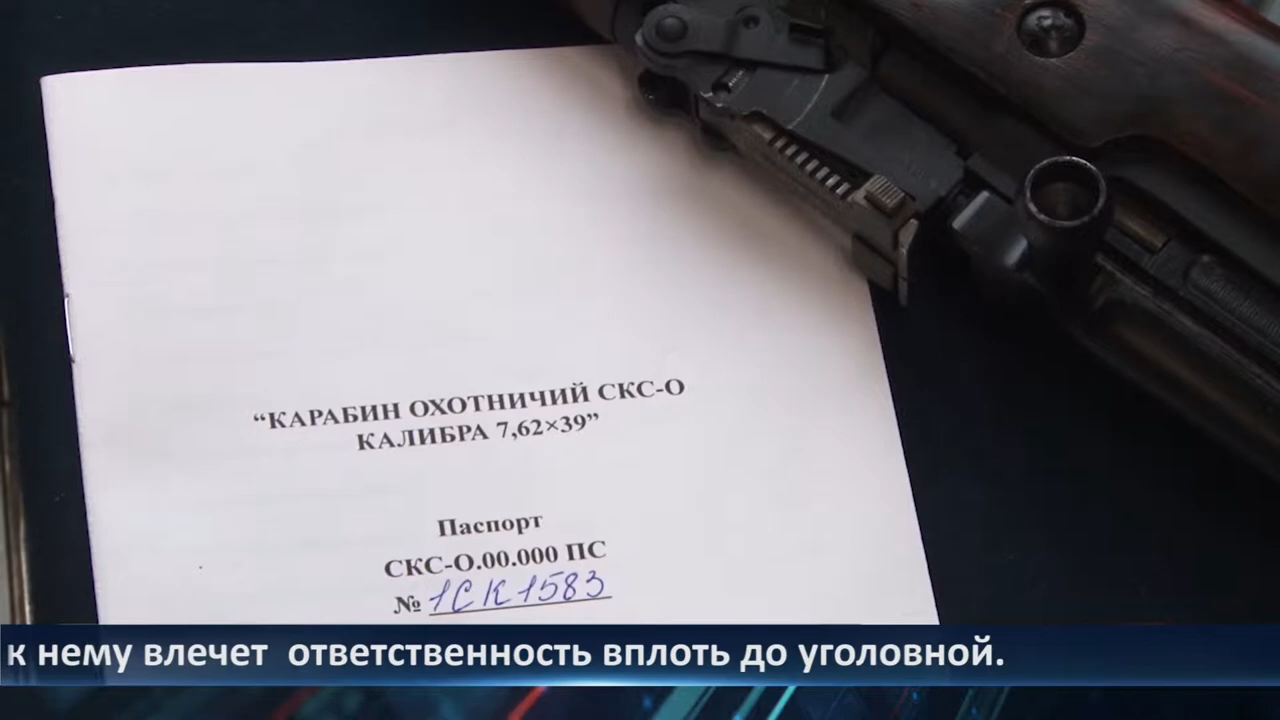 “КАРАБИН ОХОТНИЧИЙ СКС-О
КАЛИБРА 7,62×39”
Паспорт
СКС-О.00.000 ПС
№ 1СК1583
к нему влечет ответственность вплоть до уголовной.